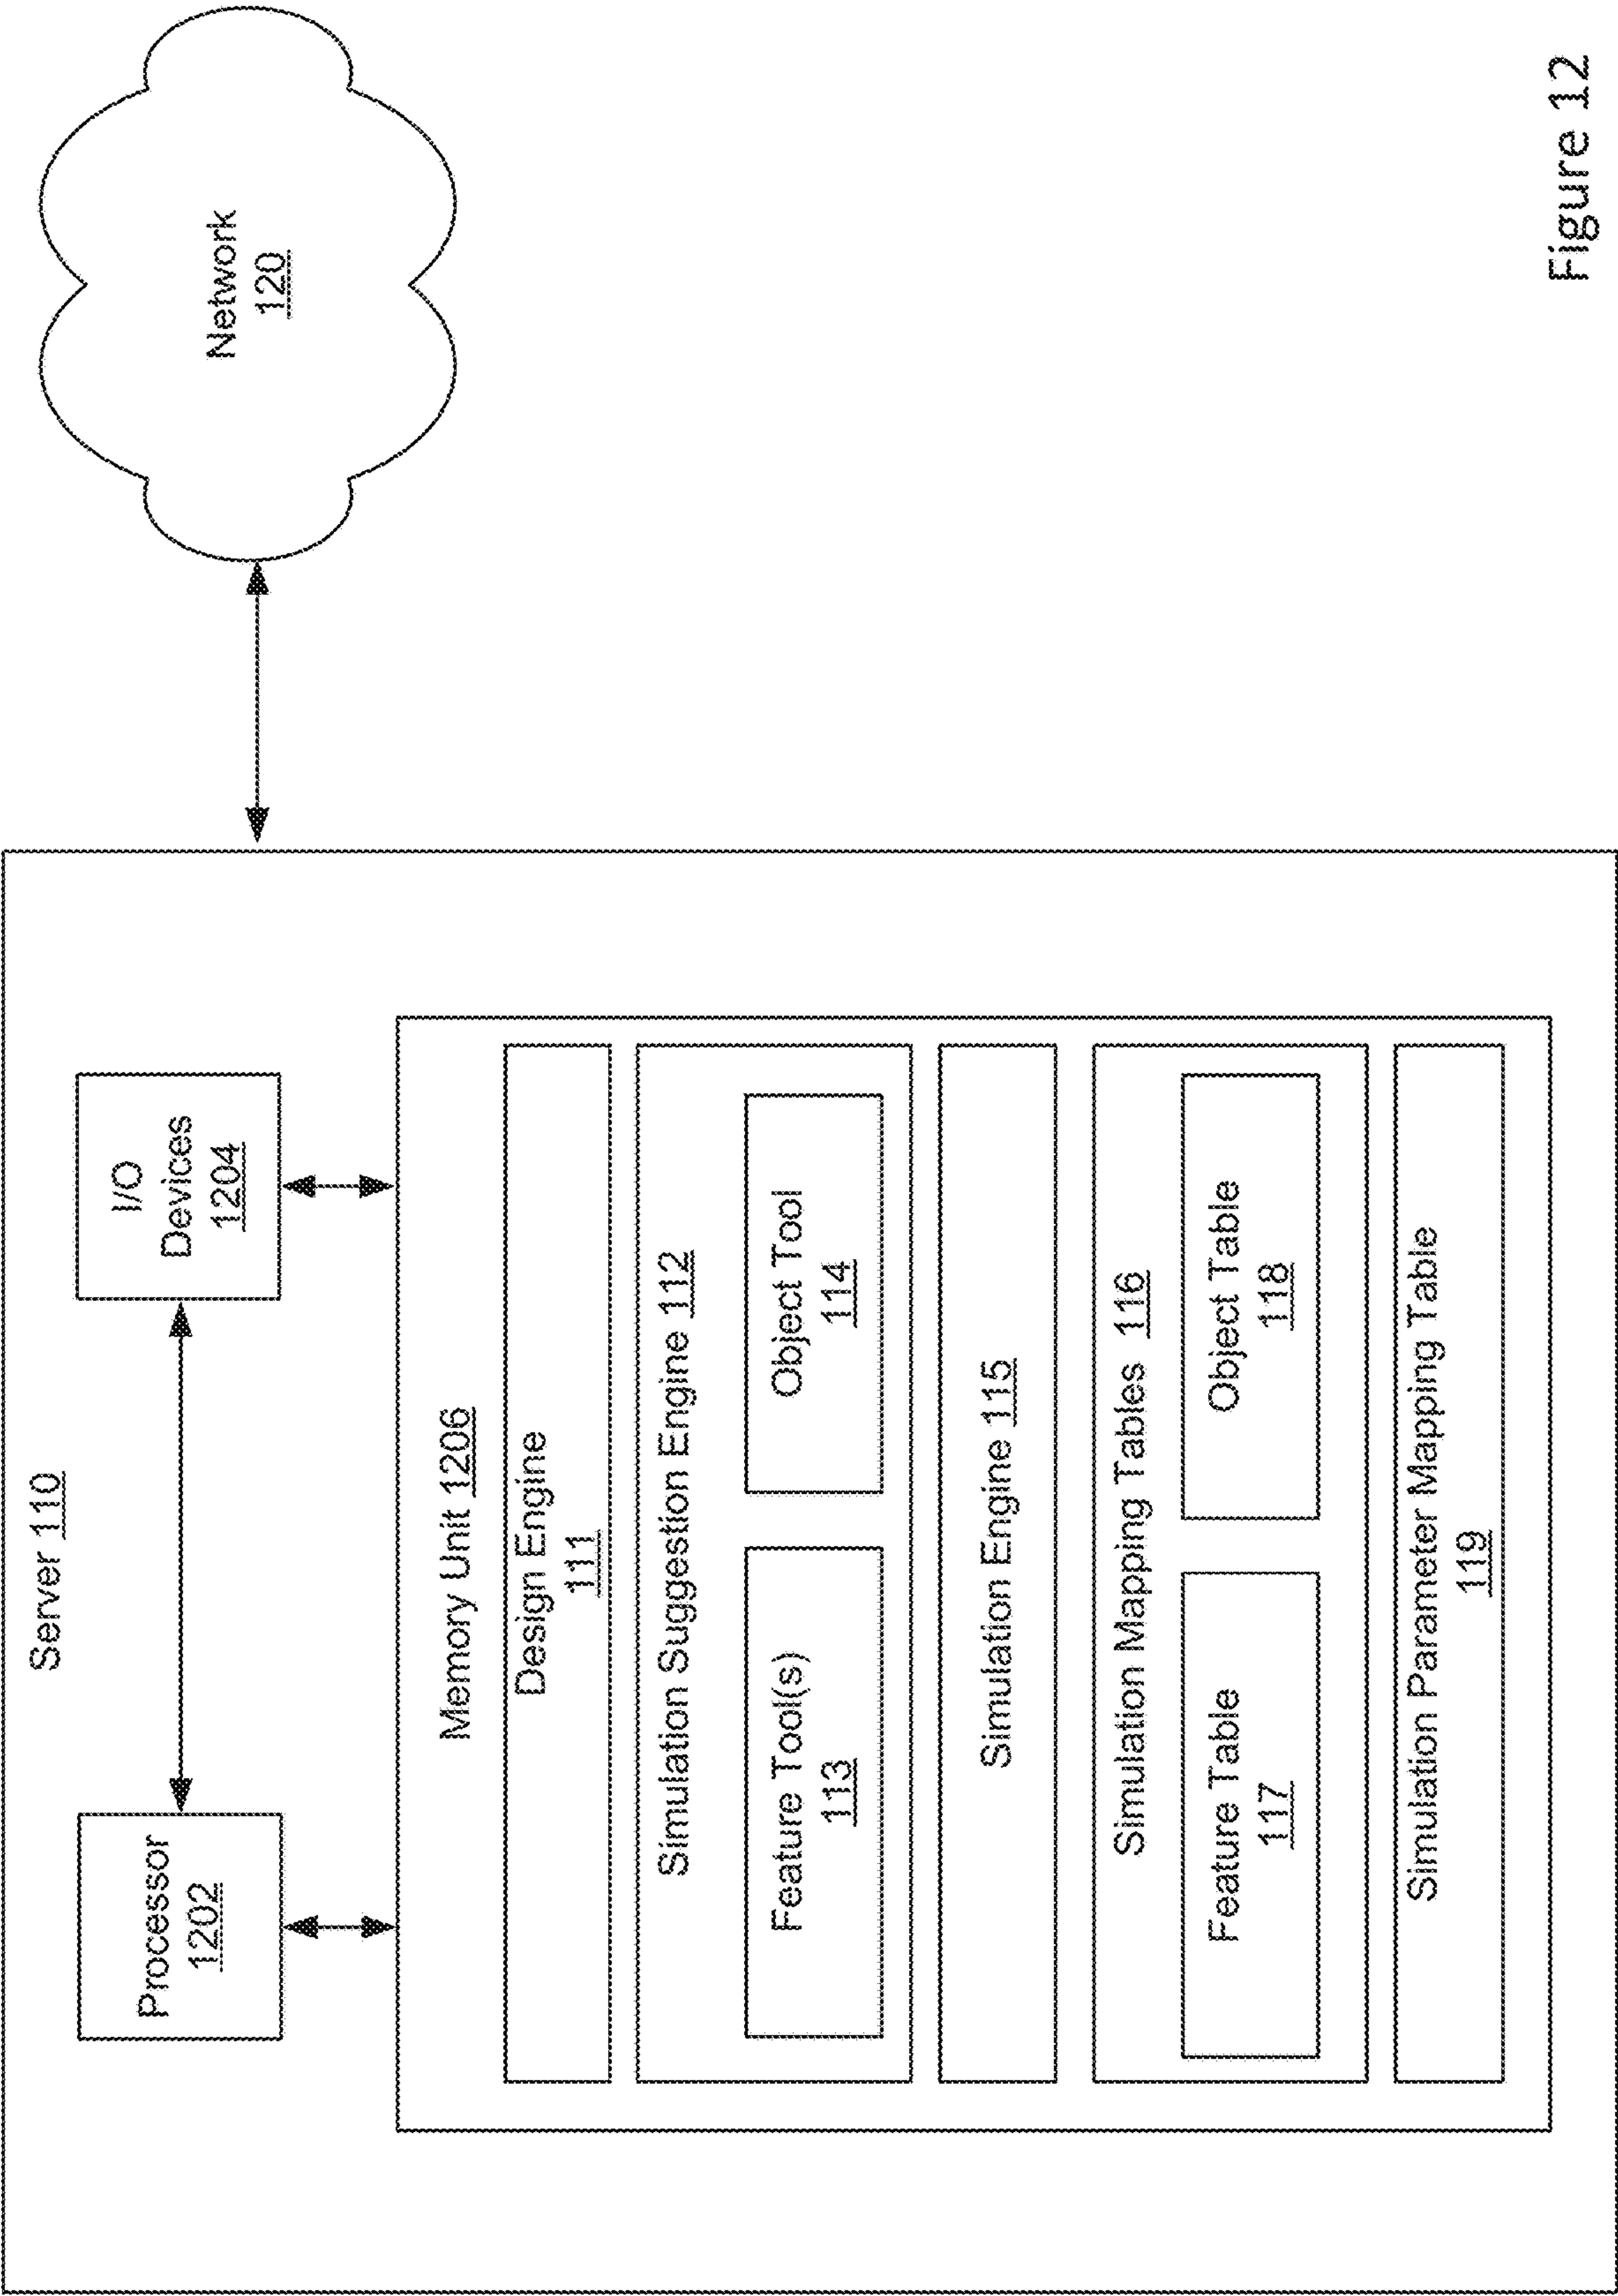 Server 110
Processor
1202
I/O
Devices
1204
Network
120
Memory Unit 1206
Design Engine
111
Simulation Suggestion Engine 112
Feature Tool(s)
113
Object Tool
114
Simulation Engine 115
Simulation Mapping Tables 116
Feature Table
117
Object Table
118
Simulation Parameter Mapping Table
119
Figure 12